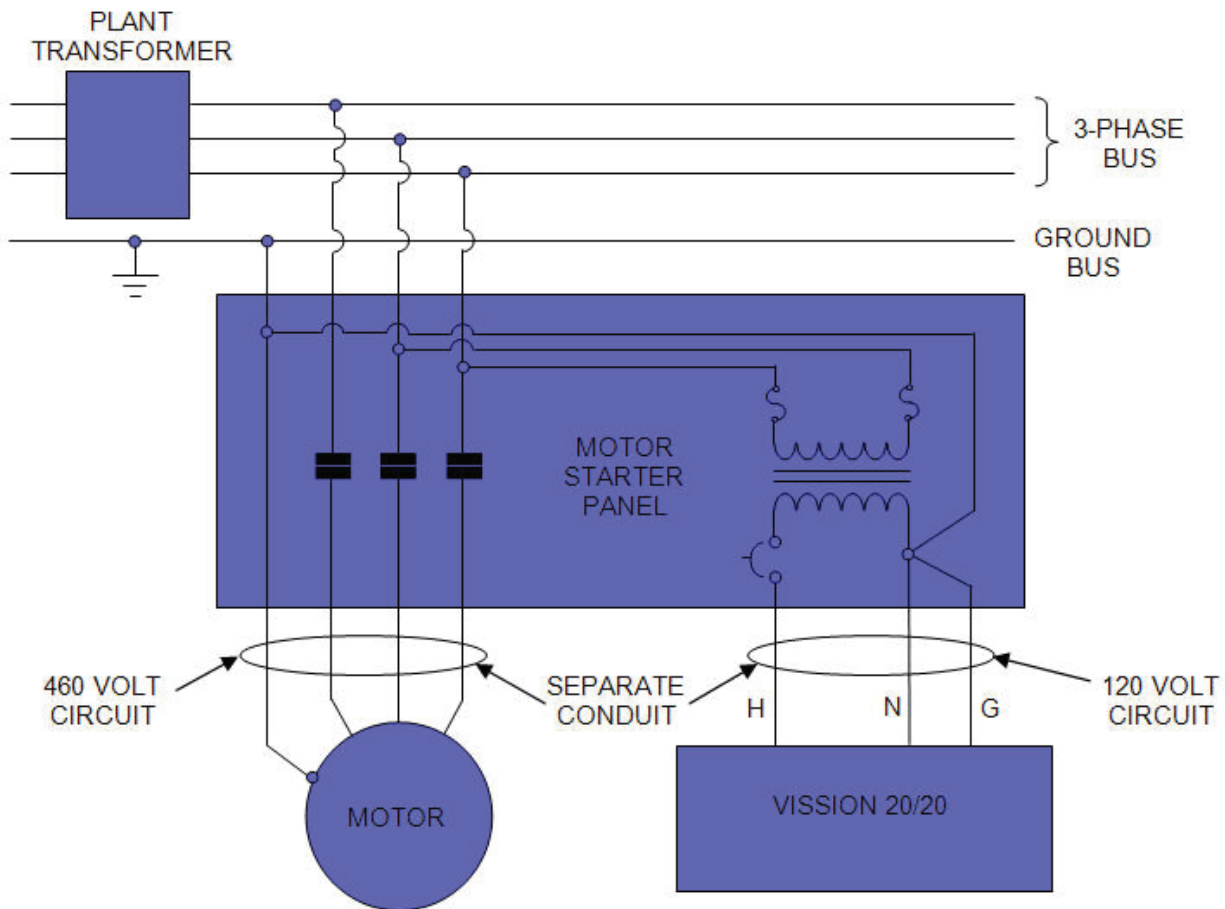 PLANT
TRANSFORMER
3-PHASE
BUS
GROUND
BUS
MOTOR
STARTER
PANEL
460 VOLT
CIRCUIT
SEPARATE
CONDUIT
H
N
G
120 VOLT
CIRCUIT
MOTOR
VISSION 20/20